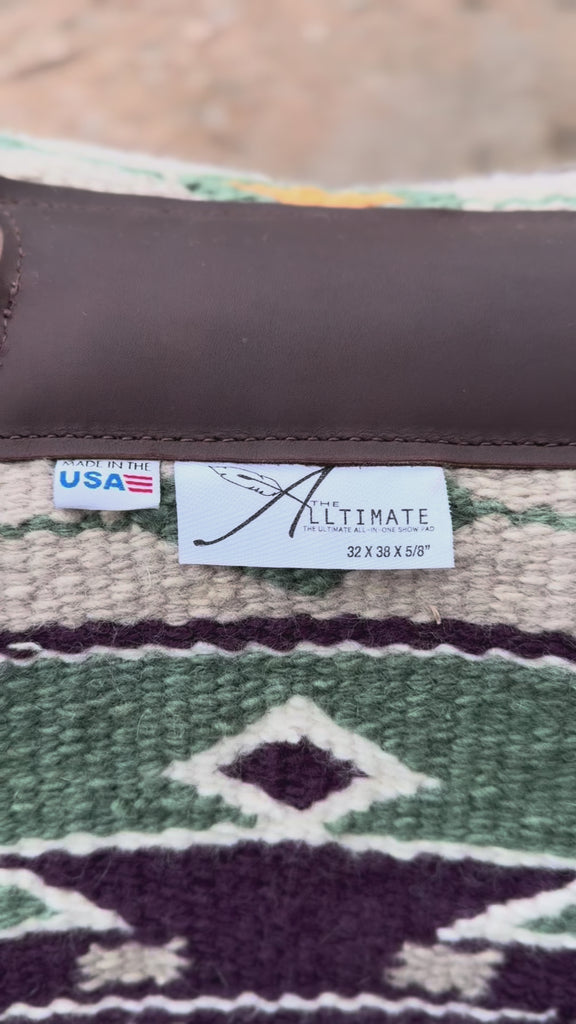 MADE IN THE
USA
THE
ALLTIMATE
THE ULTIMATE ALL-IN-ONE SHOW PAD
32 X 38 X 5/8"